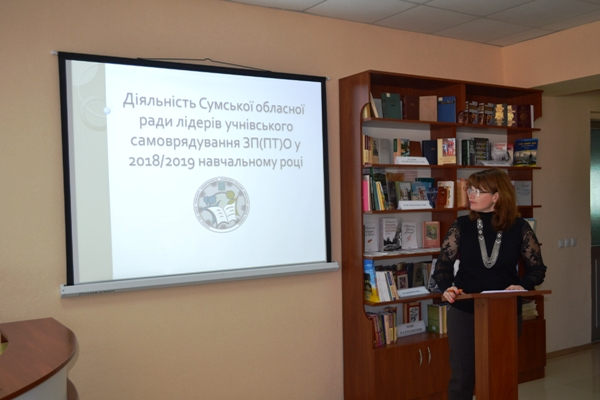 Діяльність Сумської обласної
ради лідерів учнівського
самоврядування ЗП(ПТ)О у
2018/2019 навчальному році